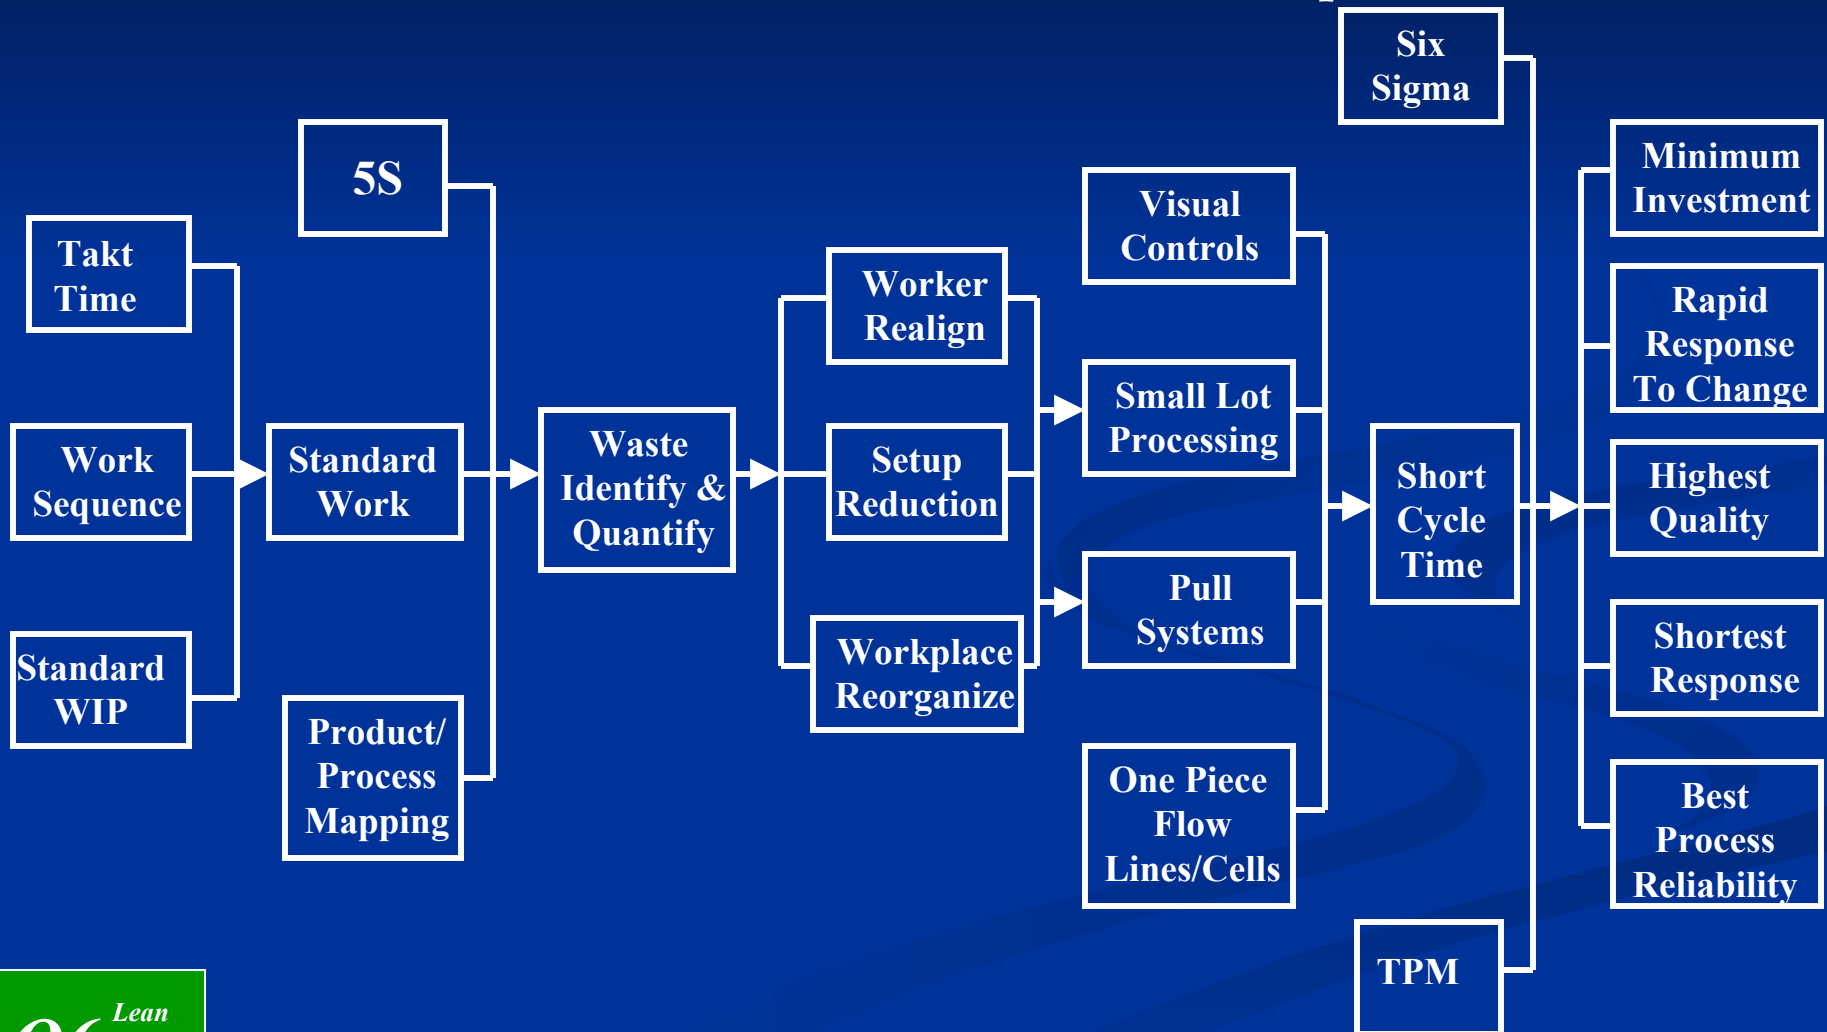 Six
Sigma
5S
Minimum
Investment
Visual
Controls
Takt
Time
Worker
Realign
Rapid
Response
To Change
Small Lot
Processing
Work
Sequence
Standard
Work
Waste
Identify &
Quantify
Setup
Reduction
Short
Cycle
Time
Highest
Quality
Pull
Systems
Standard
WIP
Workplace
Reorganize
Shortest
Response
Product/
Process
Mapping
One Piece
Flow
Lines/Cells
Best
Process
Reliability
TPM
Lean